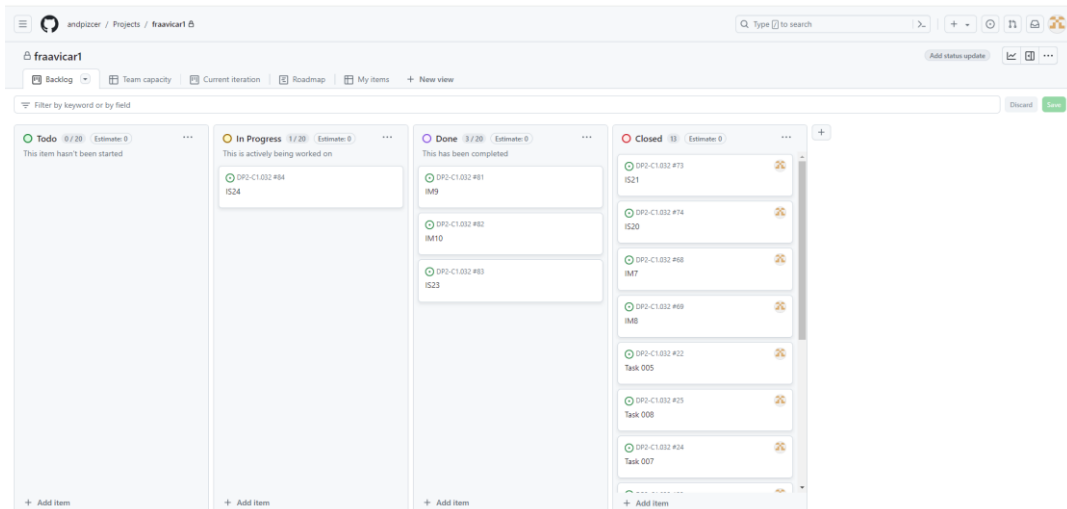 andpizcer / Projects / fraavicar1
Type / to search
fraavicar1
Add status update
Backlog
Team capacity
Current iteration
Roadmap
My items
+ New view
Filter by keyword or by field
Discard
Save
Todo 0 / 20 Estimate: 0
This item hasn't been started
+ Add item
In Progress 1 / 20 Estimate: 0
This is actively being worked on
DP2-C1.032 #84
IS24
+ Add item
Done 3 / 20 Estimate: 0
This has been completed
DP2-C1.032 #81
IM9
DP2-C1.032 #82
IM10
DP2-C1.032 #83
IS23
+ Add item
Closed 33 Estimate: 0
DP2-C1.032 #73
IS21
DP2-C1.032 #74
IS20
DP2-C1.032 #68
IM7
DP2-C1.032 #69
IM8
DP2-C1.032 #22
Task 005
DP2-C1.032 #25
Task 008
DP2-C1.032 #24
Task 007
+ Add item